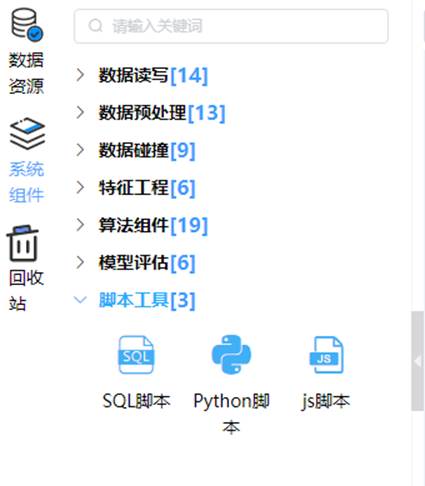 数据
资源
系统
组件
回收
站
请输入关键词
数据读写[14]
数据预处理[13]
数据碰撞[9]
特征工程[6]
算法组件[19]
模型评估[6]
脚本工具[3]
SQL
JS
SQL脚本
Python脚
本
js脚本